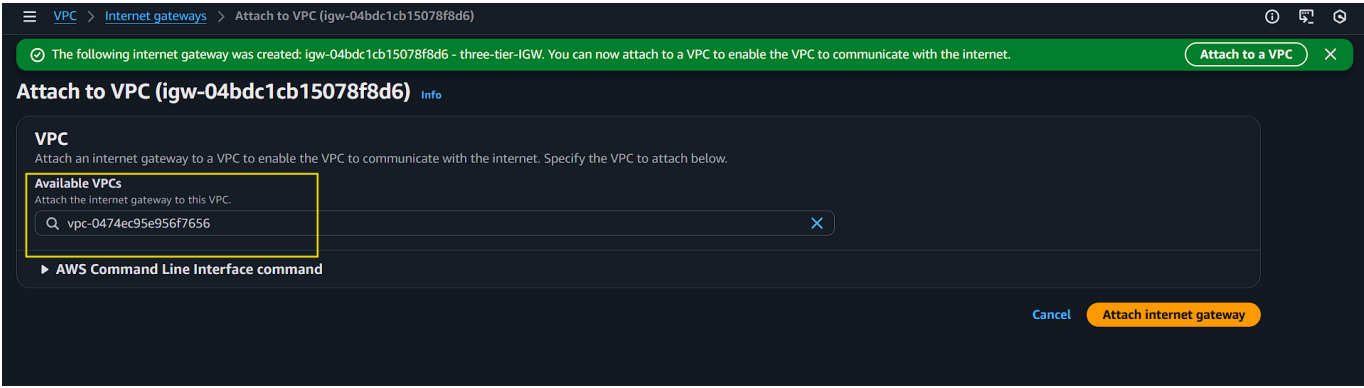 VPC > Internet gateways > Attach to VPC (igw-04bdc1cb15078f8d6)
The following internet gateway was created: igw-04bdc1cb15078f8d6 - three-tier-IGW. You can now attach to a VPC to enable the VPC to communicate with the internet. Attach to a VPC
Attach to VPC (igw-04bdc1cb15078f8d6) Info
VPC
Attach an internet gateway to a VPC to enable the VPC to communicate with the internet. Specify the VPC to attach below.
Available VPCs
Attach the internet gateway to this VPC.
vpc-0474ec95e956f7656
AWS Command Line Interface command
Cancel Attach internet gateway